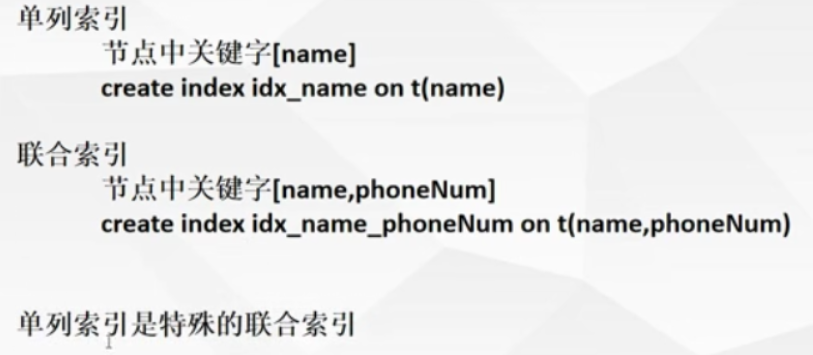 单列索引
节点中关键字[name]
create index idx_name on t(name)
联合索引
节点中关键字[name,phoneNum]
create index idx_name_phoneNum on t(name,phoneNum)
单列索引是特殊的联合索引